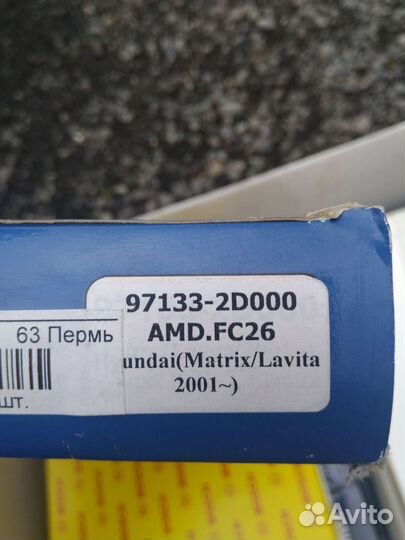 97133-2D000
AMD.FC26
undai(Matrix/Lavita
2001~)
63 Пермь
шт.
Avito